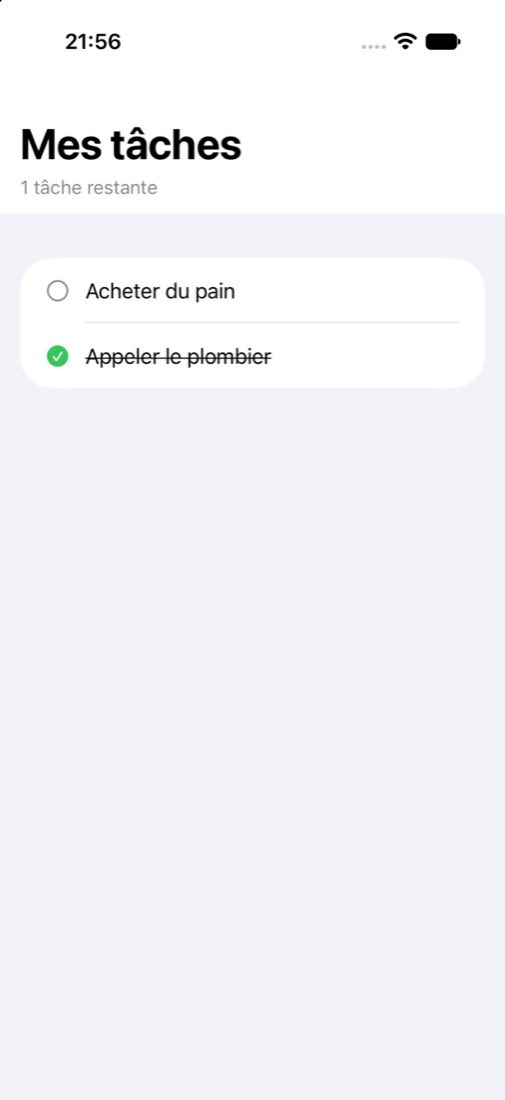 21:56
Mes tâches
1 tâche restante
Acheter du pain
Appeler le plombier